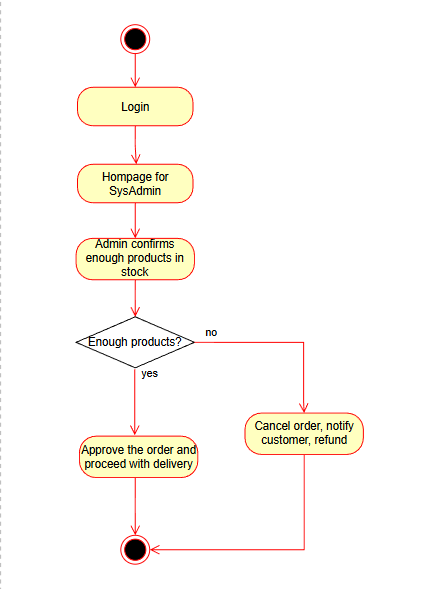 Login
Hompage for
SysAdmin
Admin confirms
enough products in
stock
Enough products?
no
yes
Cancel order, notify
customer, refund
Approve the order and
proceed with delivery